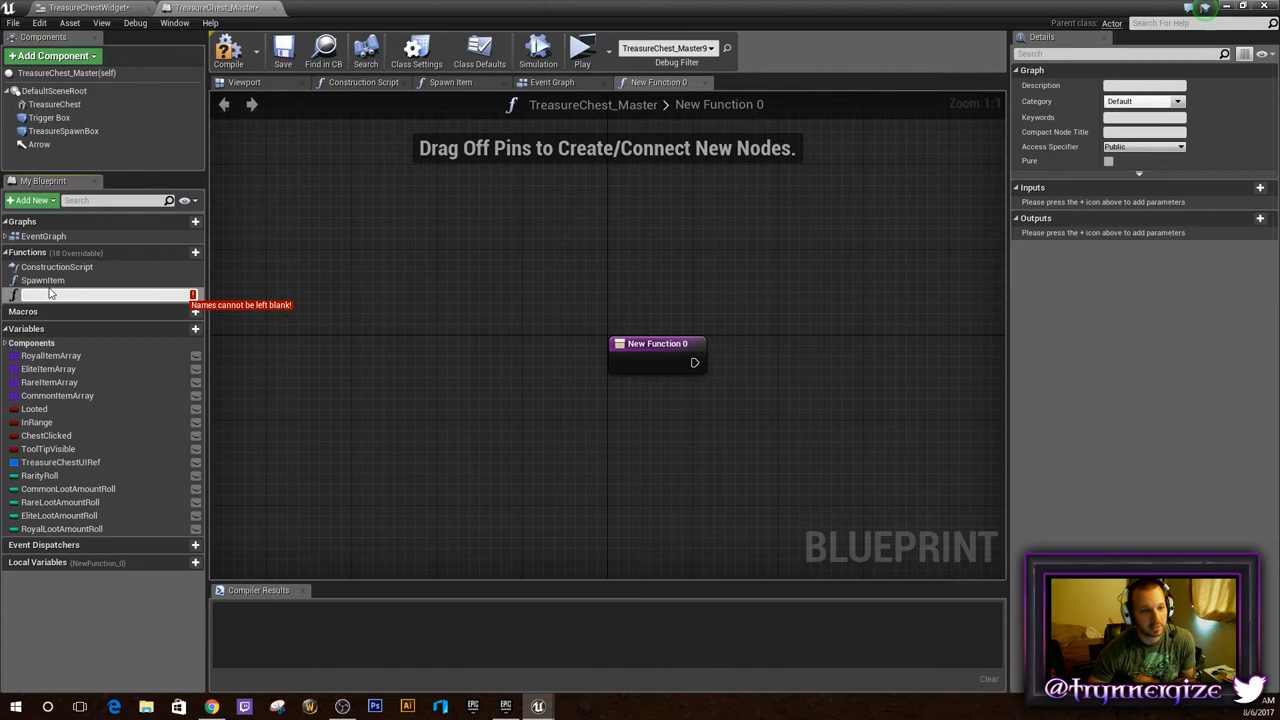 TreasureChestWidget*
TreasureChest_Master*
File Edit Asset View Debug Window Help
Parent class: Actor
Search For Help
Components
+ Add Component
TreasureChest_Master(self)
DefaultSceneRoot
TreasureChest
Trigger Box
TreasureSpawnBox
Arrow
Compile
Save
Find in CB
Search
Class Settings
Class Defaults
Simulation
Play
TreasureChest_Master9
Debug Filter
Viewport
Construction Script
Spawn Item
Event Graph
New Function 0
TreasureChest_Master > New Function 0
Zoom 1:1
Drag Off Pins to Create/Connect New Nodes.
New Function 0
BLUEPRINT
My Blueprint
+ Add New
Search
Graphs
EventGraph
Functions (18 Overridable)
ConstructionScript
SpawnItem
Names cannot be left blank!
Macros
Variables
Components
RoyalItemArray
EliteItemArray
RareItemArray
CommonItemArray
Looted
InRange
ChestClicked
ToolTipVisible
TreasureChestUIRef
RarityRoll
CommonLootAmountRoll
RareLootAmountRoll
EliteLootAmountRoll
RoyalLootAmountRoll
Event Dispatchers
Local Variables (NewFunction_0)
Compiler Results
Clear
Details
Search
Graph
Description
Category Default
Keywords
Compact Node Title
Access Specifier Public
Pure
Inputs
Please press the + icon above to add parameters
Outputs
Please press the + icon above to add parameters
@frynnergize
AM
8/6/2017